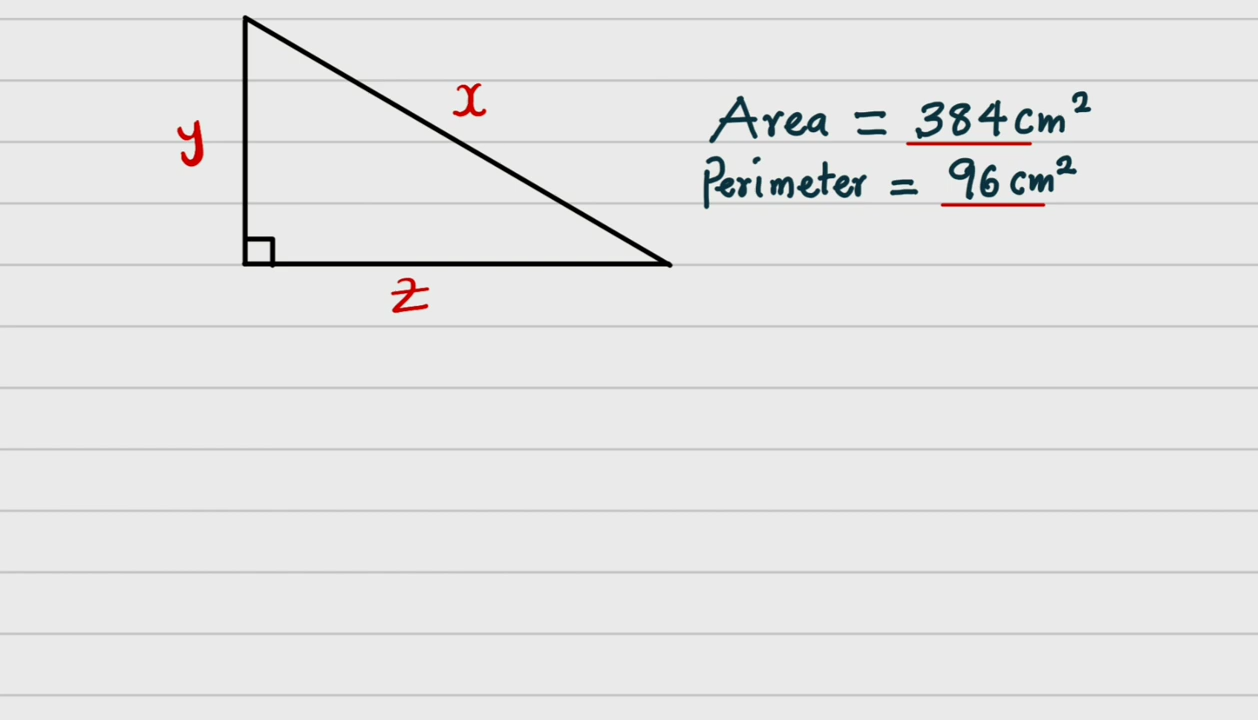 x
y
Area = 384cm²
Perimeter = 96cm²
z